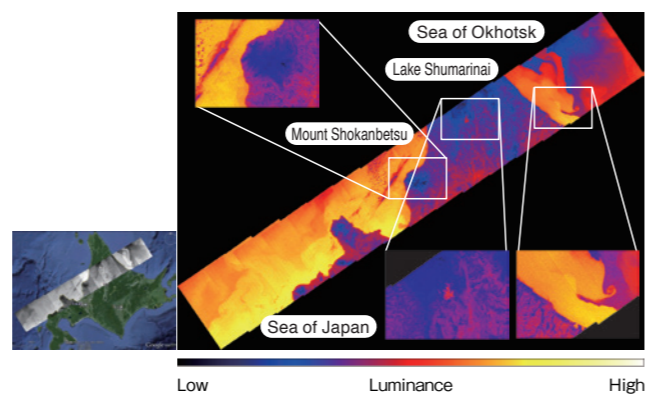 Sea of Okhotsk
Lake Shumarinai
Mount Shokanbetsu
Sea of Japan
Low Luminance High